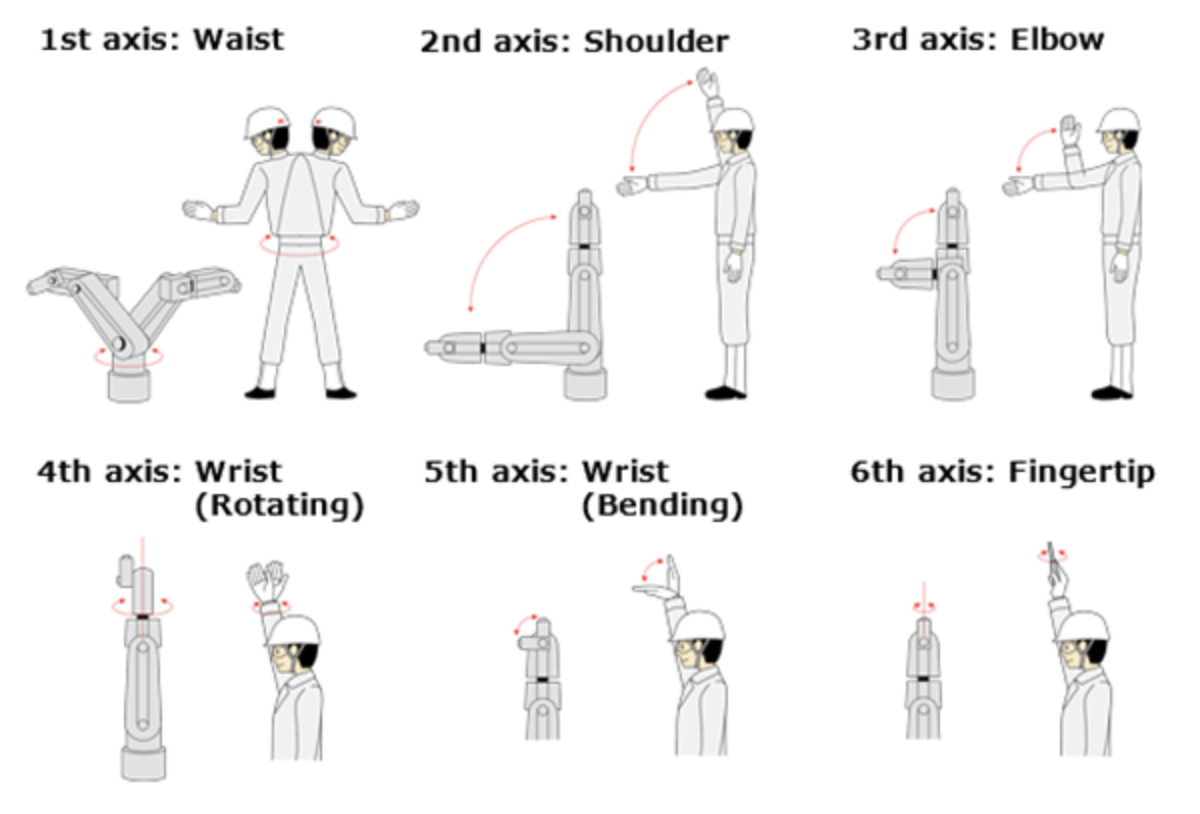 1st axis: Waist
2nd axis: Shoulder
3rd axis: Elbow
4th axis: Wrist
(Rotating)
5th axis: Wrist
(Bending)
6th axis: Fingertip